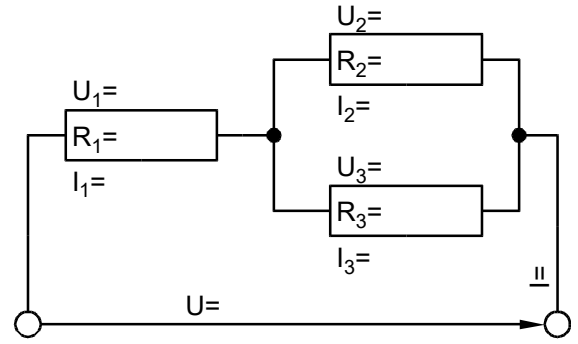 U₂=
R₂=
I₂=
U₁=
R₁=
I₁=
U₃=
R₃=
I₃=
U=
=